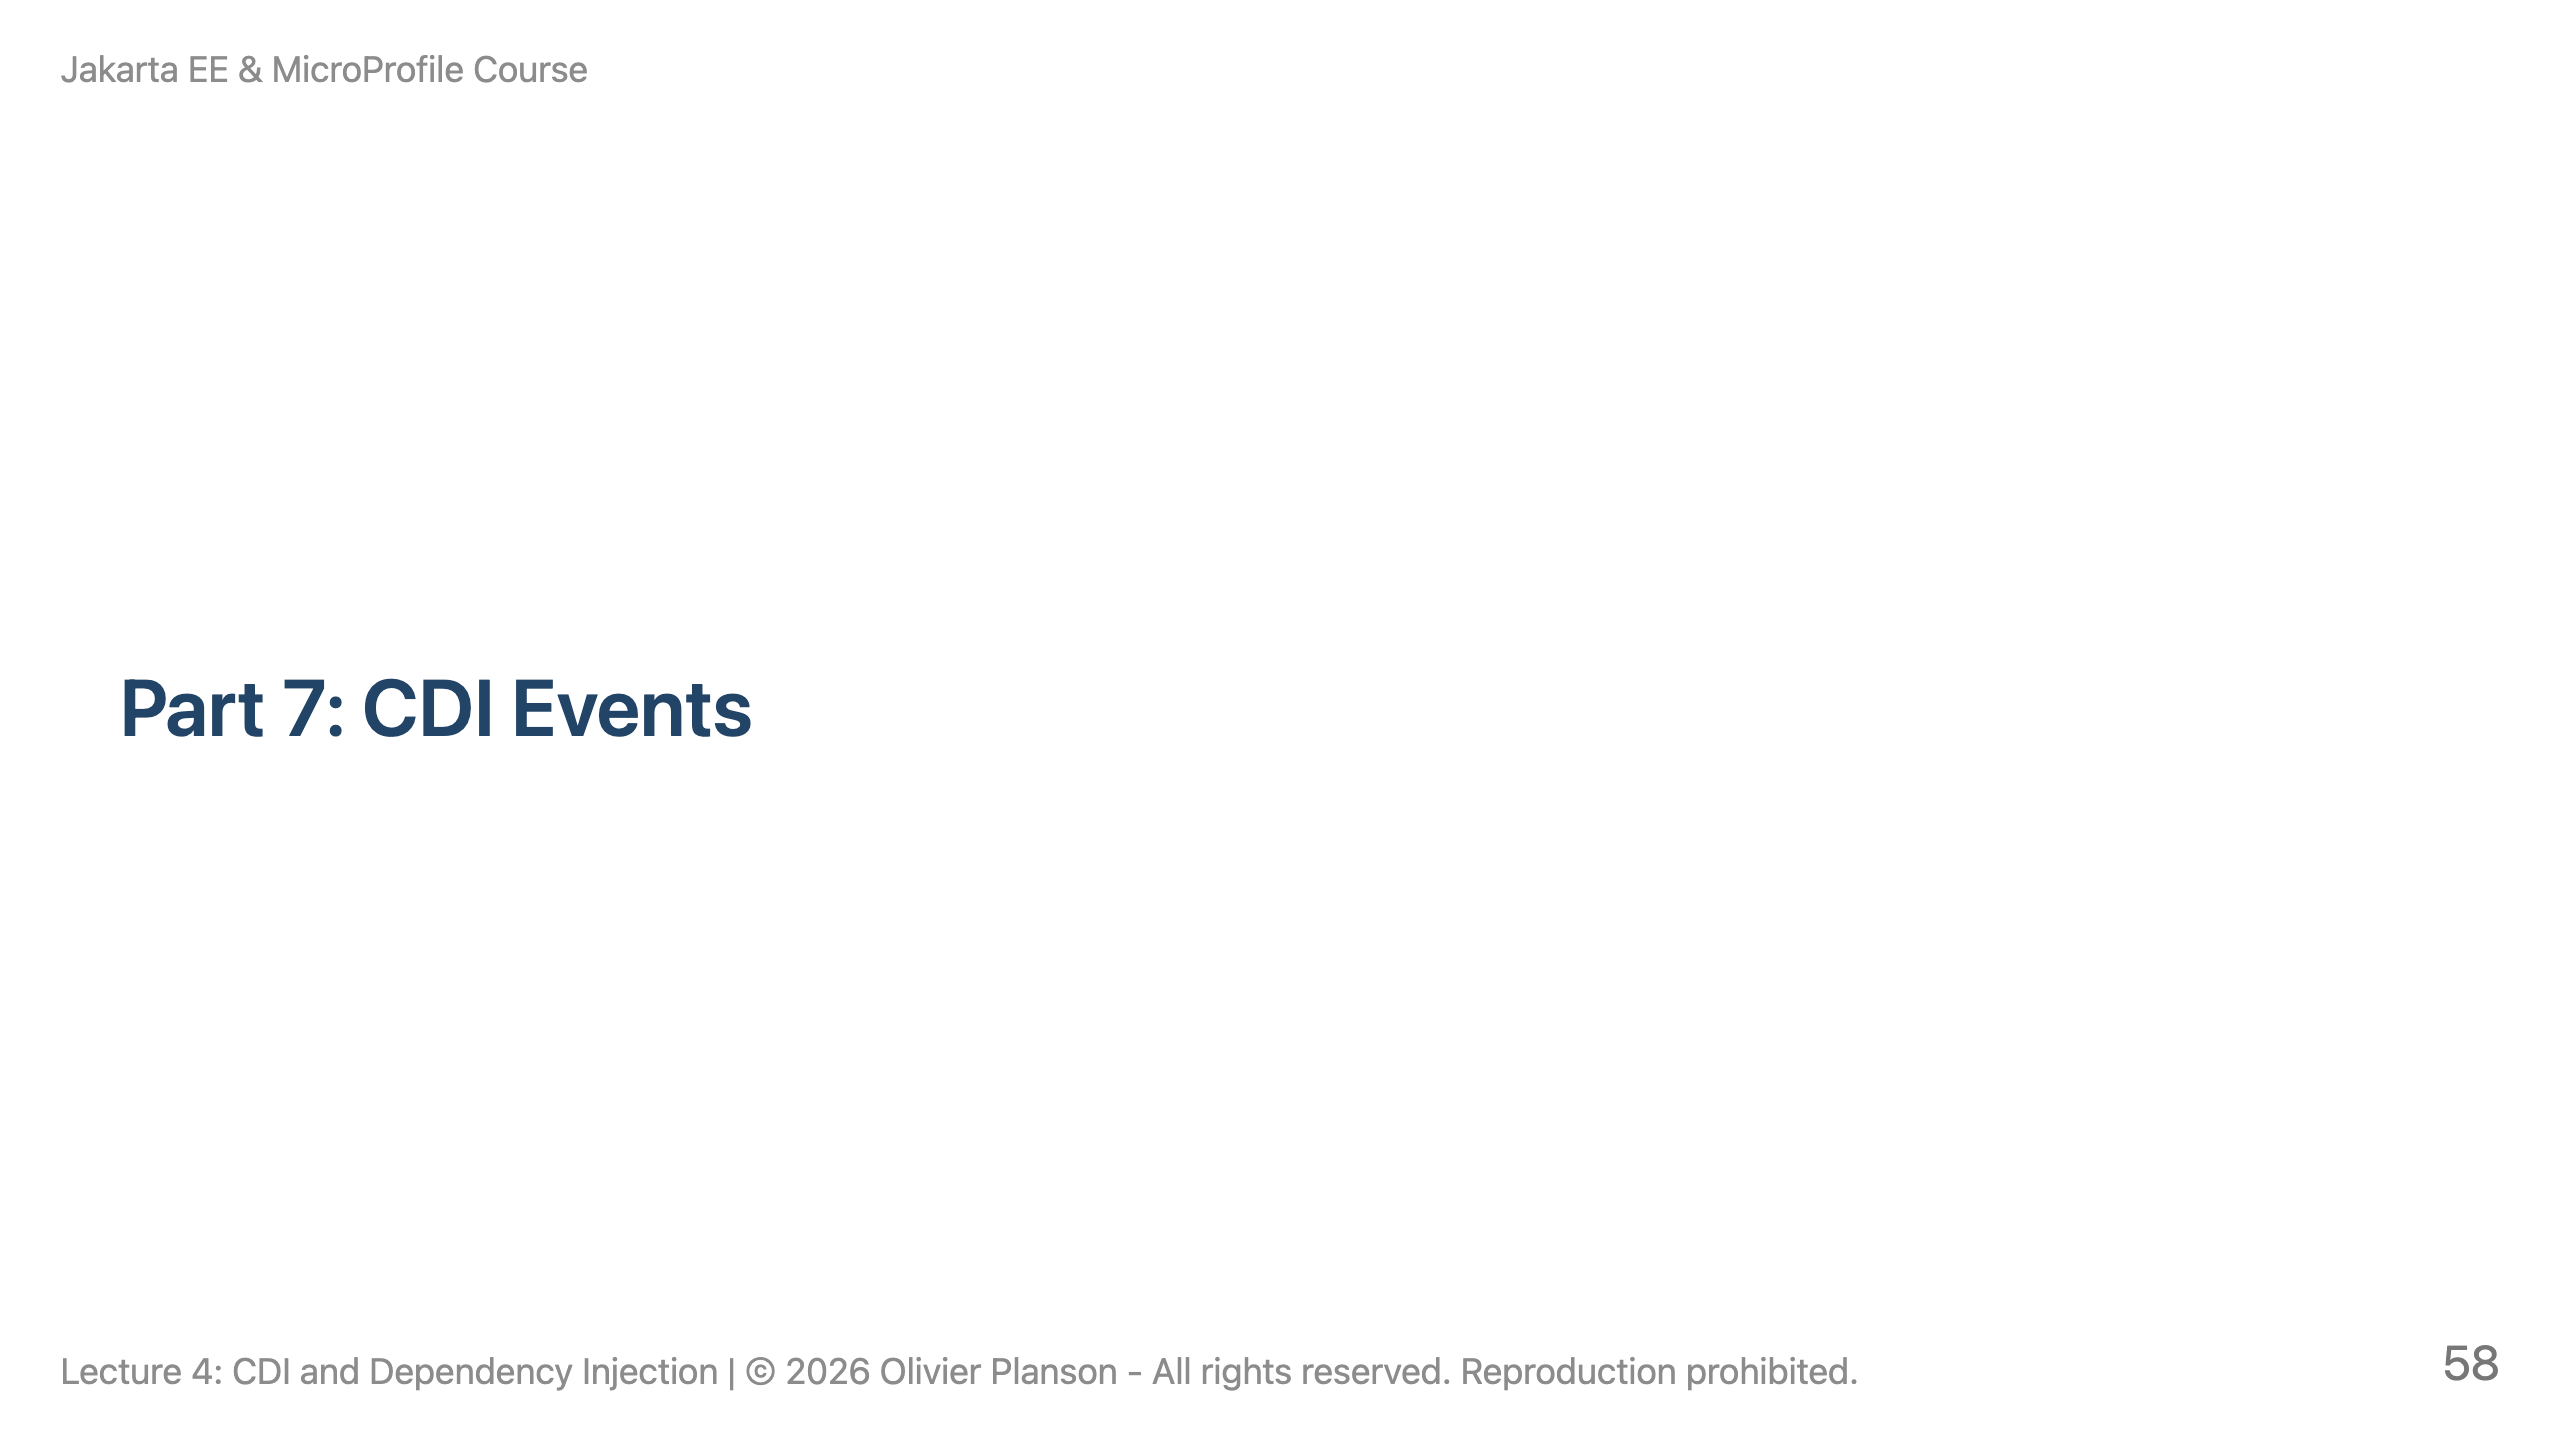 Jakarta EE & MicroProfile Course
Part 7: CDI Events
Lecture 4: CDI and Dependency Injection | © 2026 Olivier Planson - All rights reserved. Reproduction prohibited.
58